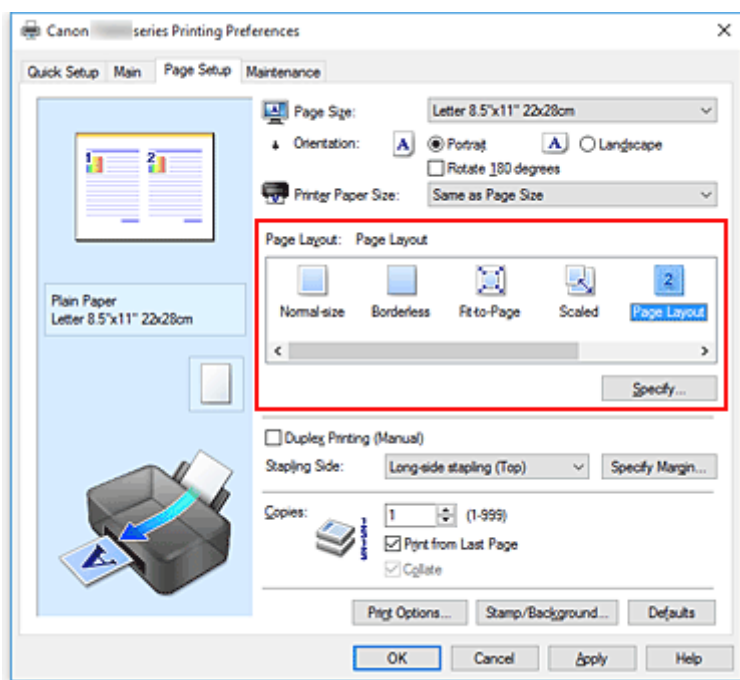 Canon series Printing Preferences
Quick Setup Main Page Setup Maintenance
Page Size: Letter 8.5"x11" 22x28cm
Orientation: A Portrait A Landscape
Rotate 180 degrees
Printer Paper Size: Same as Page Size
1 2
Page Layout: Page Layout
2
Normal-size Borderless Fit-to-Page Scaled Page Layout
Plain Paper
Letter 8.5"x11" 22x28cm
Specify...
Duplex Printing (Manual)
Stapling Side: Long-side stapling (Top) Specify Margin...
Copies: 1 (1-999)
Print from Last Page
Collate
A
Print Options... Stamp/Background... Defaults
OK Cancel Apply Help